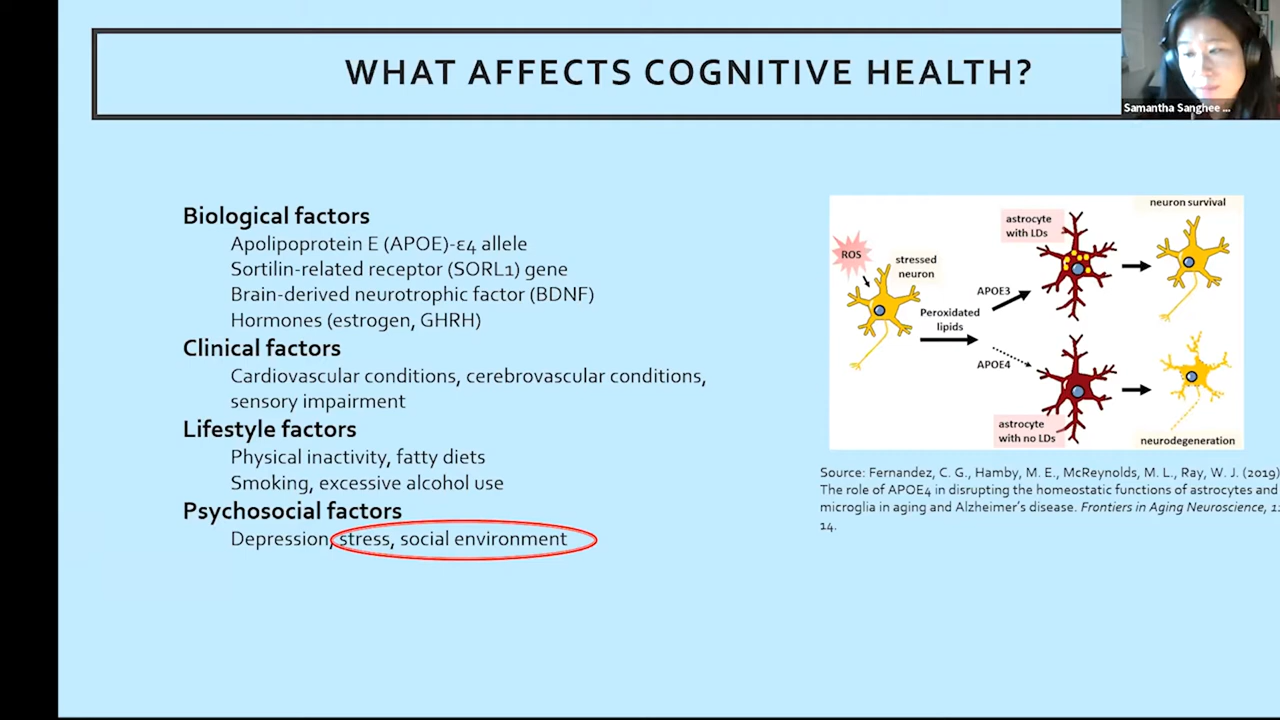 WHAT AFFECTS COGNITIVE HEALTH?
Samantha Sanghee ...
Biological factors
Apolipoprotein E (APOE)-ε4 allele
Sortilin-related receptor (SORL1) gene
Brain-derived neurotrophic factor (BDNF)
Hormones (estrogen, GHRH)
Clinical factors
Cardiovascular conditions, cerebrovascular conditions,
sensory impairment
Lifestyle factors
Physical inactivity, fatty diets
Smoking, excessive alcohol use
Psychosocial factors
Depression, stress, social environment
ROS
stressed
neuron
Peroxidated
lipids
APOE3
APOE4
astrocyte
with LDs
neuron survival
astrocyte
with no LDs
neurodegeneration
Source: Fernandez, C. G., Hamby, M. E., McReynolds, M. L., Ray, W. J. (2019)
The role of APOE4 in disrupting the homeostatic functions of astrocytes and
microglia in aging and Alzheimer's disease. Frontiers in Aging Neuroscience,
14.